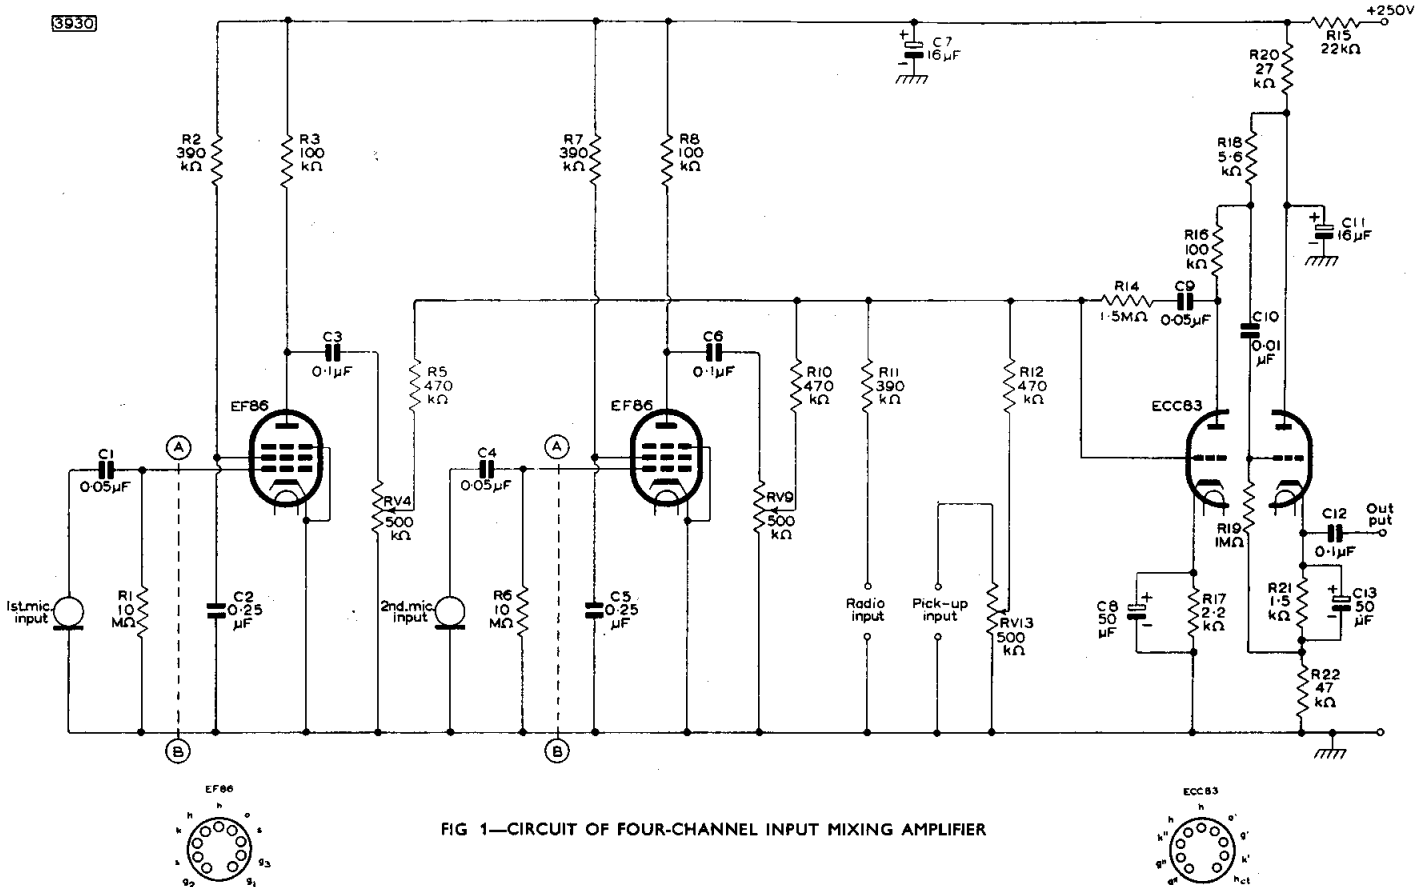 3930
+250V
R15
22kΩ
C7
16µF
R20
27
kΩ
R2
390
kΩ
R3
100
kΩ
R7
390
kΩ
R8
100
kΩ
R18
5·6
kΩ
C11
16µF
R16
100
kΩ
R14
1·5MΩ
C9
0·05µF
C10
0·01
µF
C3
0·1µF
R5
470
kΩ
C6
0·1µF
R10
470
kΩ
R11
390
kΩ
R12
470
kΩ
EF86
EF86
ECC83
A
A
C1
0·05µF
C4
0·05µF
RV4
500
kΩ
RV9
500
kΩ
R19
1MΩ
C12
0·1µF
Out
put
1st.mic.
input
R1
10
MΩ
C2
0·25
µF
2nd.mic.
input
R6
10
MΩ
C5
0·25
µF
Radio
input
Pick-up
input
RV13
500
kΩ
C8
50
µF
R17
2·2
kΩ
R21
1·5
kΩ
C13
50
µF
R22
47
kΩ
B
B
EF86
h
h
a
k
s
s
g3
g2
g1
FIG 1—CIRCUIT OF FOUR-CHANNEL INPUT MIXING AMPLIFIER
ECC83
h
h
a'
k"
g'
g"
k'
hct